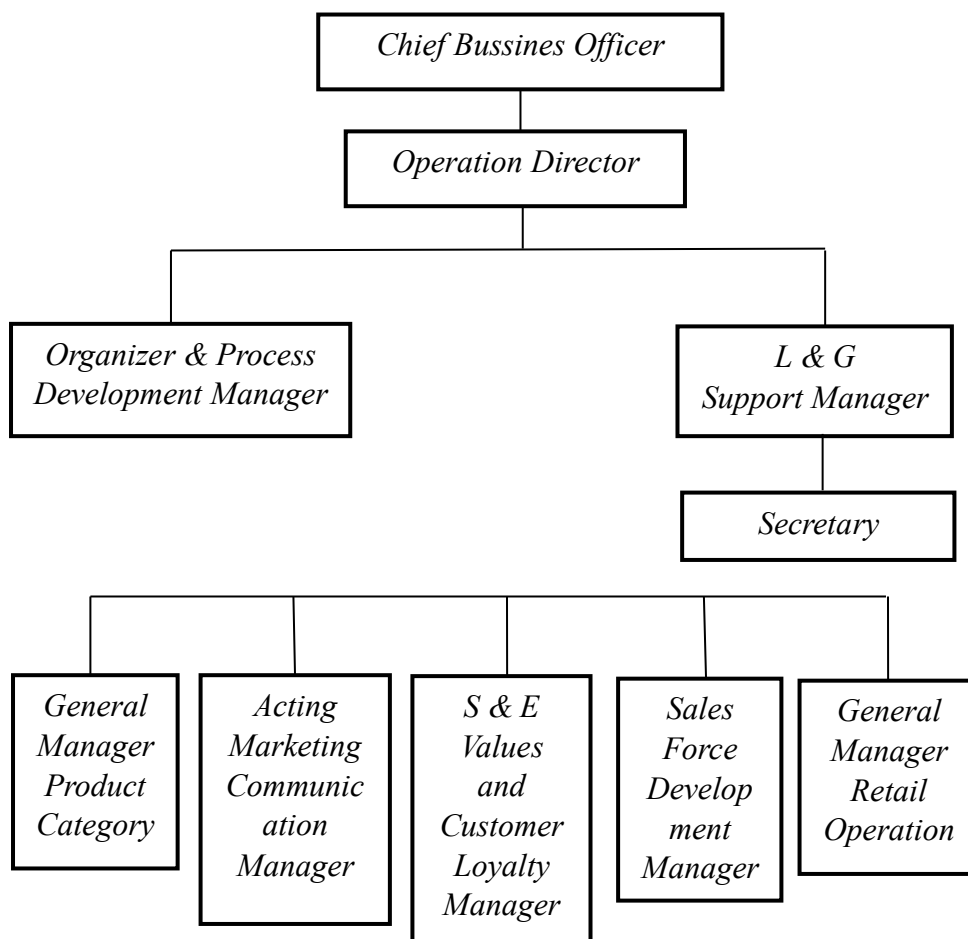 Chief Bussines Officer
Operation Director
Organizer & Process
Development Manager
L & G
Support Manager
Secretary
General
Manager
Product
Category
Acting
Marketing
Communic
ation
Manager
S & E
Values
and
Customer
Loyalty
Manager
Sales
Force
Develop
ment
Manager
General
Manager
Retail
Operation